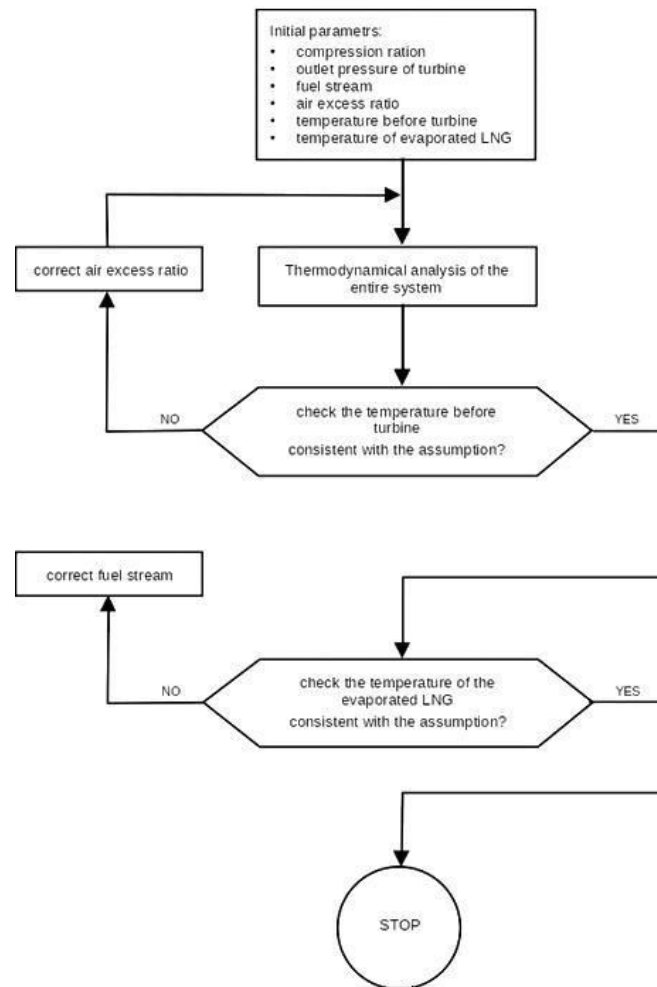 Initial parametrs:
• compression ration
• outlet pressure of turbine
• fuel stream
• air excess ratio
• temperature before turbine
• temperature of evaporated LNG
correct air excess ratio
Thermodynamical analysis of the
entire system
NO
check the temperature before
turbine
consistent with the assumption?
YES
correct fuel stream
NO
check the temperature of the
evaporated LNG
consistent with the assumption?
YES
STOP